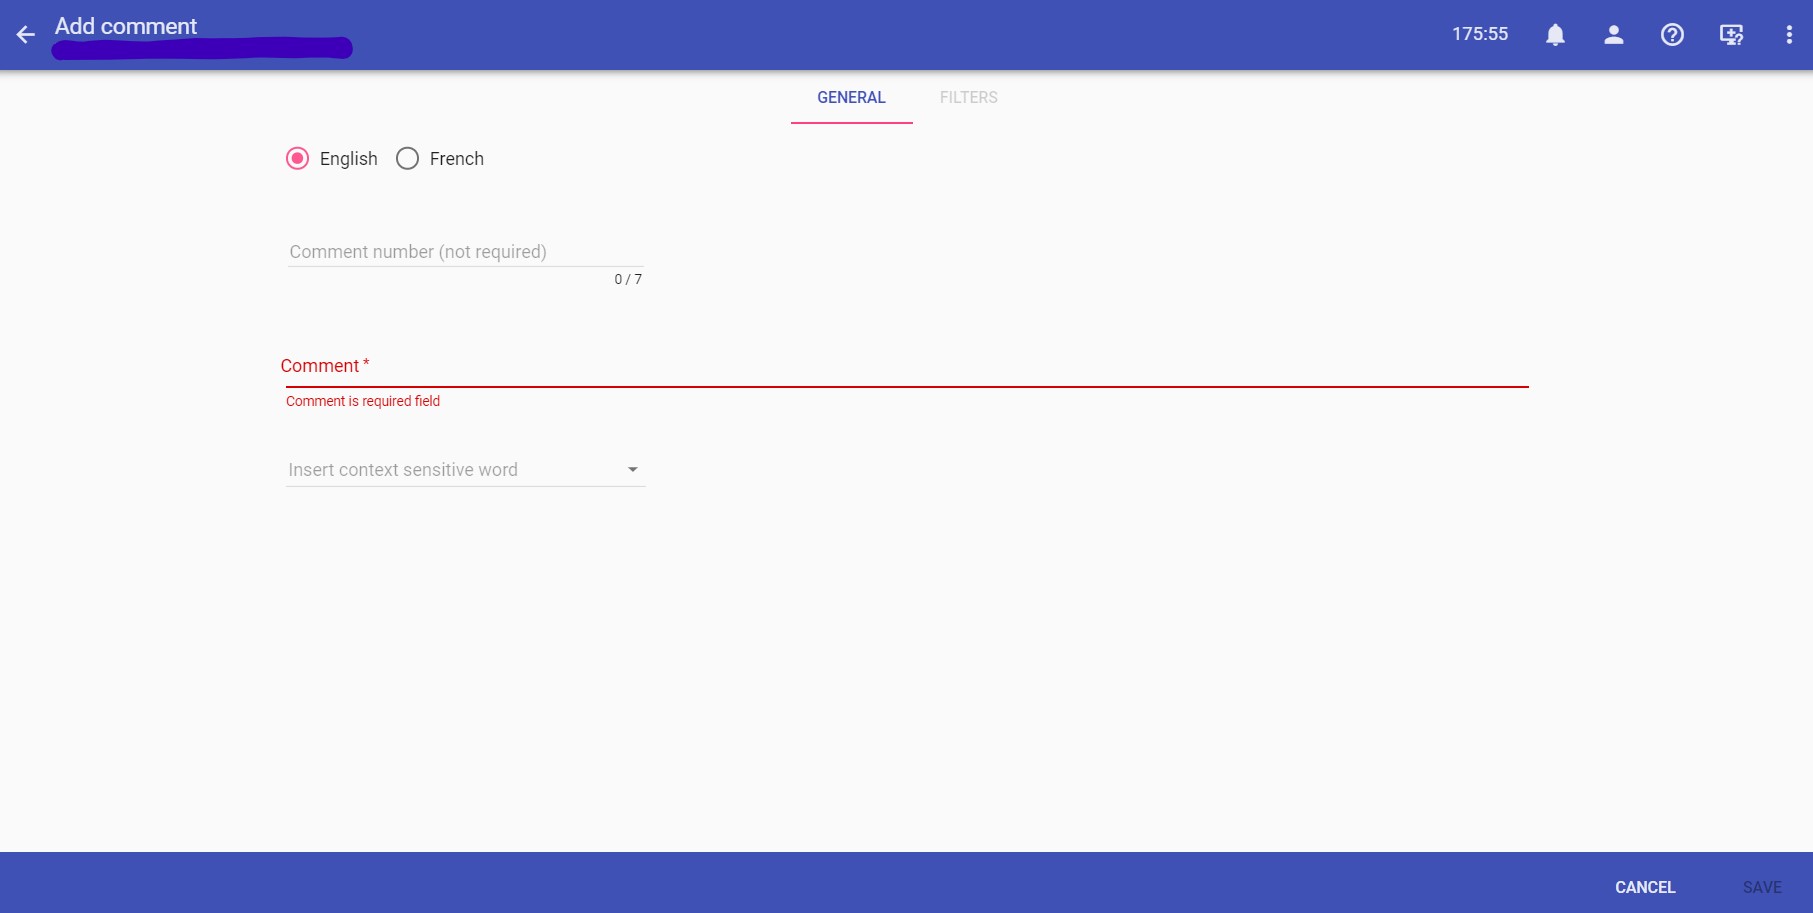 Add comment
175:55
GENERAL
FILTERS
English
French
Comment number (not required)
0 / 7
Comment *
Comment is required field
Insert context sensitive word
CANCEL
SAVE